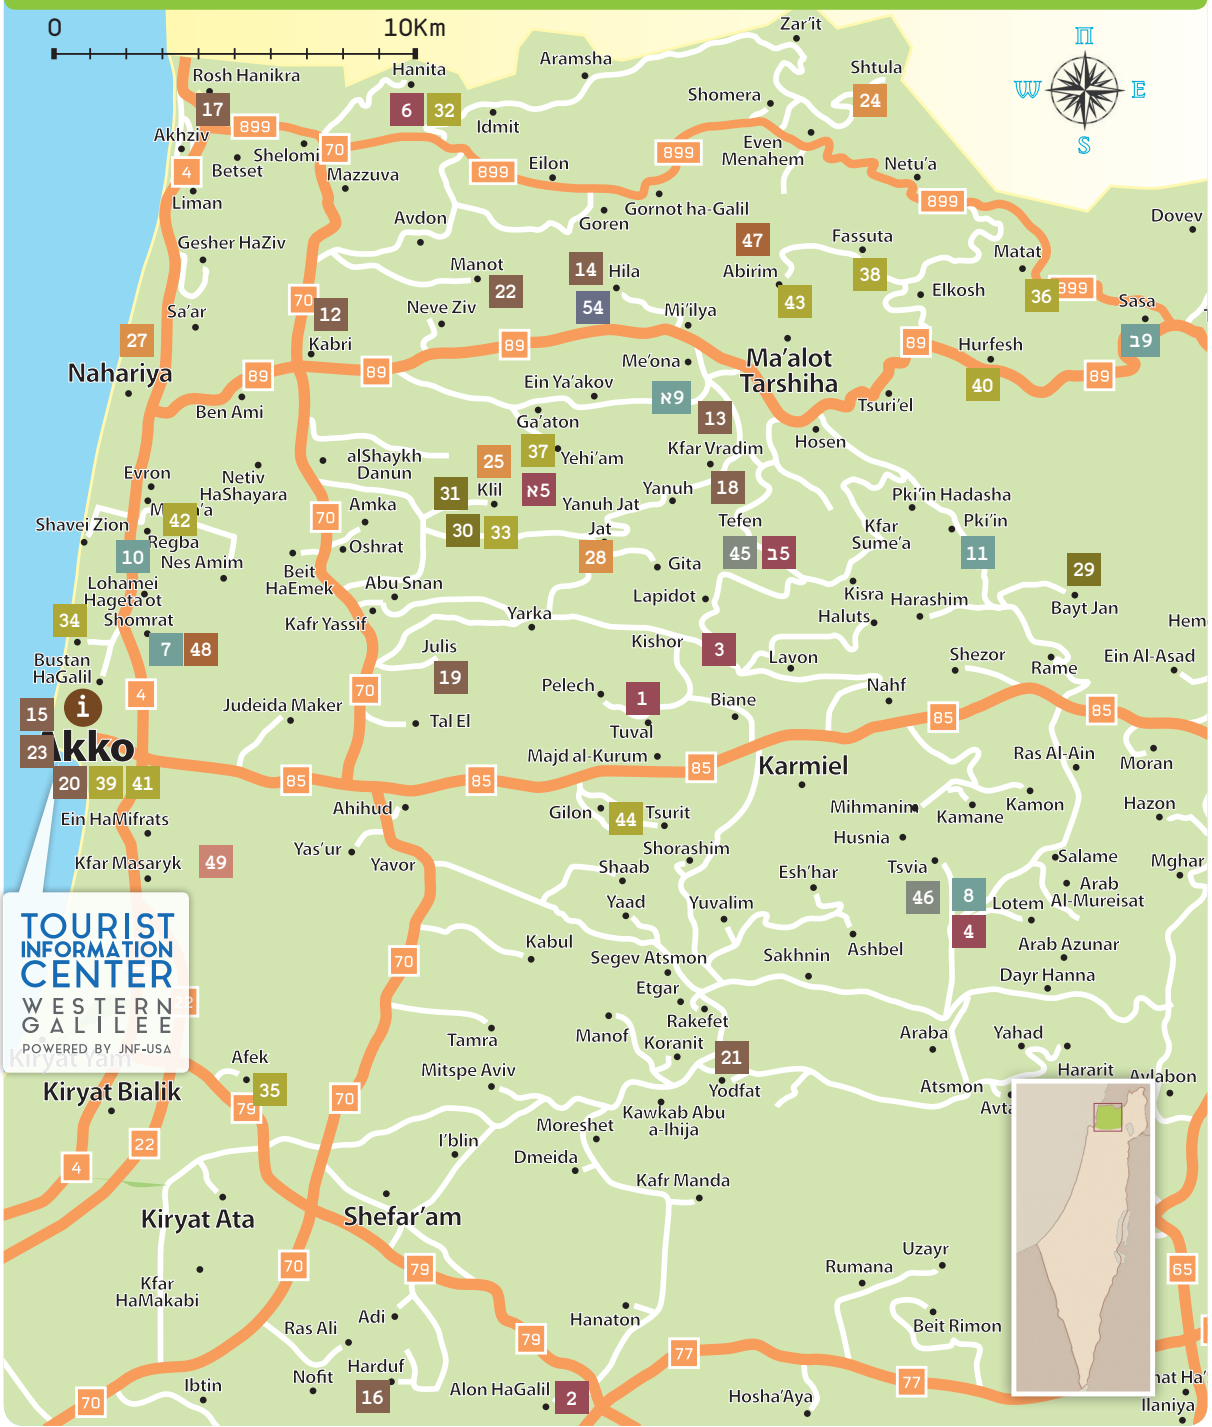 0 10Km
Zar'it
Rosh Hanikra
Hanita
Aramsha
Shtula
П
W E
S
17
6 32
Idmit
Shomera
24
Akhziv
899
Shelomi
70
Even
Menahem
899
Betset
4
Mazzuva
899
Eilon
Netu'a
Liman
Gornot ha-Galil
899
Dovev
Avdon
Goren
Gesher HaZiv
47
Fassuta
Matat
Manot
14 Hila
Abirim
38
22
43
Elkosh
36
899
Sasa
70
12
Neve Ziv
54
Mi'ilya
Sa'ar
27
Kabri
89
Me'ona
Ma'alot
Tarshiha
89
Hurfesh
ב9
Nahariya
89
89
Ein Ya'akov
א9
40
89
Ben Ami
Ga'aton
13
Tsuri'el
37
Yehi'am
Kfar Vradim
Hosen
alShaykh
Danun
25
Evron
Netiv
HaShayara
31
Klil
א5
Yanuh
18
Pki'in Hadasha
Amka
Yanuh Jat
42
70
30 33
Jat
Tefen
Kfar
Sume'a
Pki'in
Shavei Zion
Regba
10
Nes Amim
Oshrat
28
Gita
45 ב5
11
29
Lohamei
Hageta'ot
Beit
HaEmek
Abu Snan
Lapidot
Kisra
Harashim
Bayt Jan
34
Shomrat
Kafr Yassif
Yarka
Haluts
7 48
Julis
Kishor
3
Bustan
HaGalil
19
Lavon
Shezor
Rame
Ein Al-Asad
15
i
4
70
Pelech
1
Biane
Nahf
Judeida Maker
Tal El
Tuval
85
85
23
Akko
Majd al-Kurum
85
Karmiel
Ras Al-Ain
Moran
20 39 41
85
85
Ein HaMifrats
Ahihud
Gilon
44
Tsurit
Mihmanim
Kamane
Kamon
Hazon
Kfar Masaryk
49
Yas'ur
Yavor
Shorashim
Husnia
Shaab
Esh'har
Tsvia
Salame
Mghar
46 8
Lotem
Arab
Al-Mureisat
Yaad
Yuvalim
4
TOURIST
INFORMATION
CENTER
WESTERN
GALILEE
POWERED BY JNF-USA
Kabul
Ashbel
Arab Azunar
70
Segev Atsmon
Sakhnin
Dayr Hanna
22
Etgar
Rakefet
Tamra
Manof
Koranit
Araba
Yahad
Kiryat Yam
Afek
Mitspe Aviv
21
Hararit
Kiryat Bialik
35
79
70
Yodfat
Atsmon
Aylabon
Kawkab Abu
a-Ihija
22
I'blin
Moreshet
4
Dmeida
Kafr Manda
Kiryat Ata
Shefar'am
Uzayr
70
79
Rumana
65
Kfar
HaMakabi
Adi
Hanaton
Beit Rimon
Ras Ali
79
77
Nofit
Harduf
77
Ibtin
16
Alon HaGalil
2
Hosha'Aya
70
Ilaniya